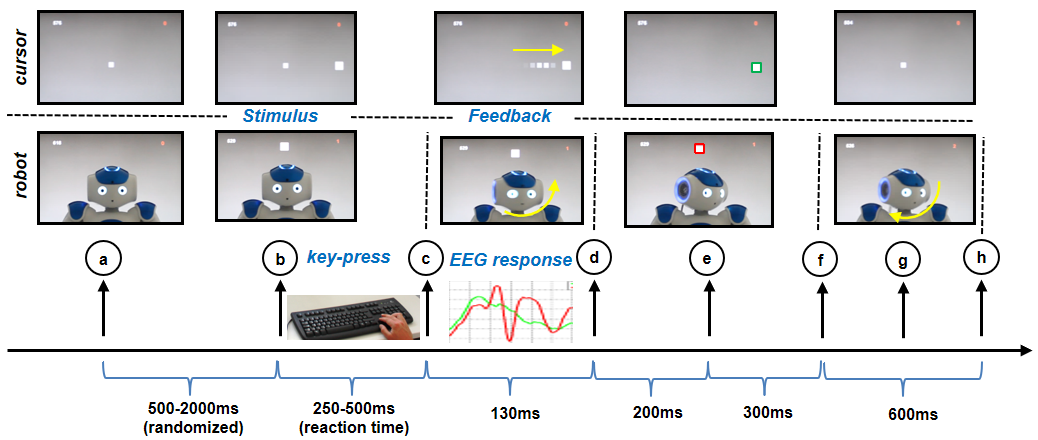 cursor
Stimulus
Feedback
robot
a
b
key-press
c
EEG response
d
e
f
g
h
500-2000ms
(randomized)
250-500ms
(reaction time)
130ms
200ms
300ms
600ms